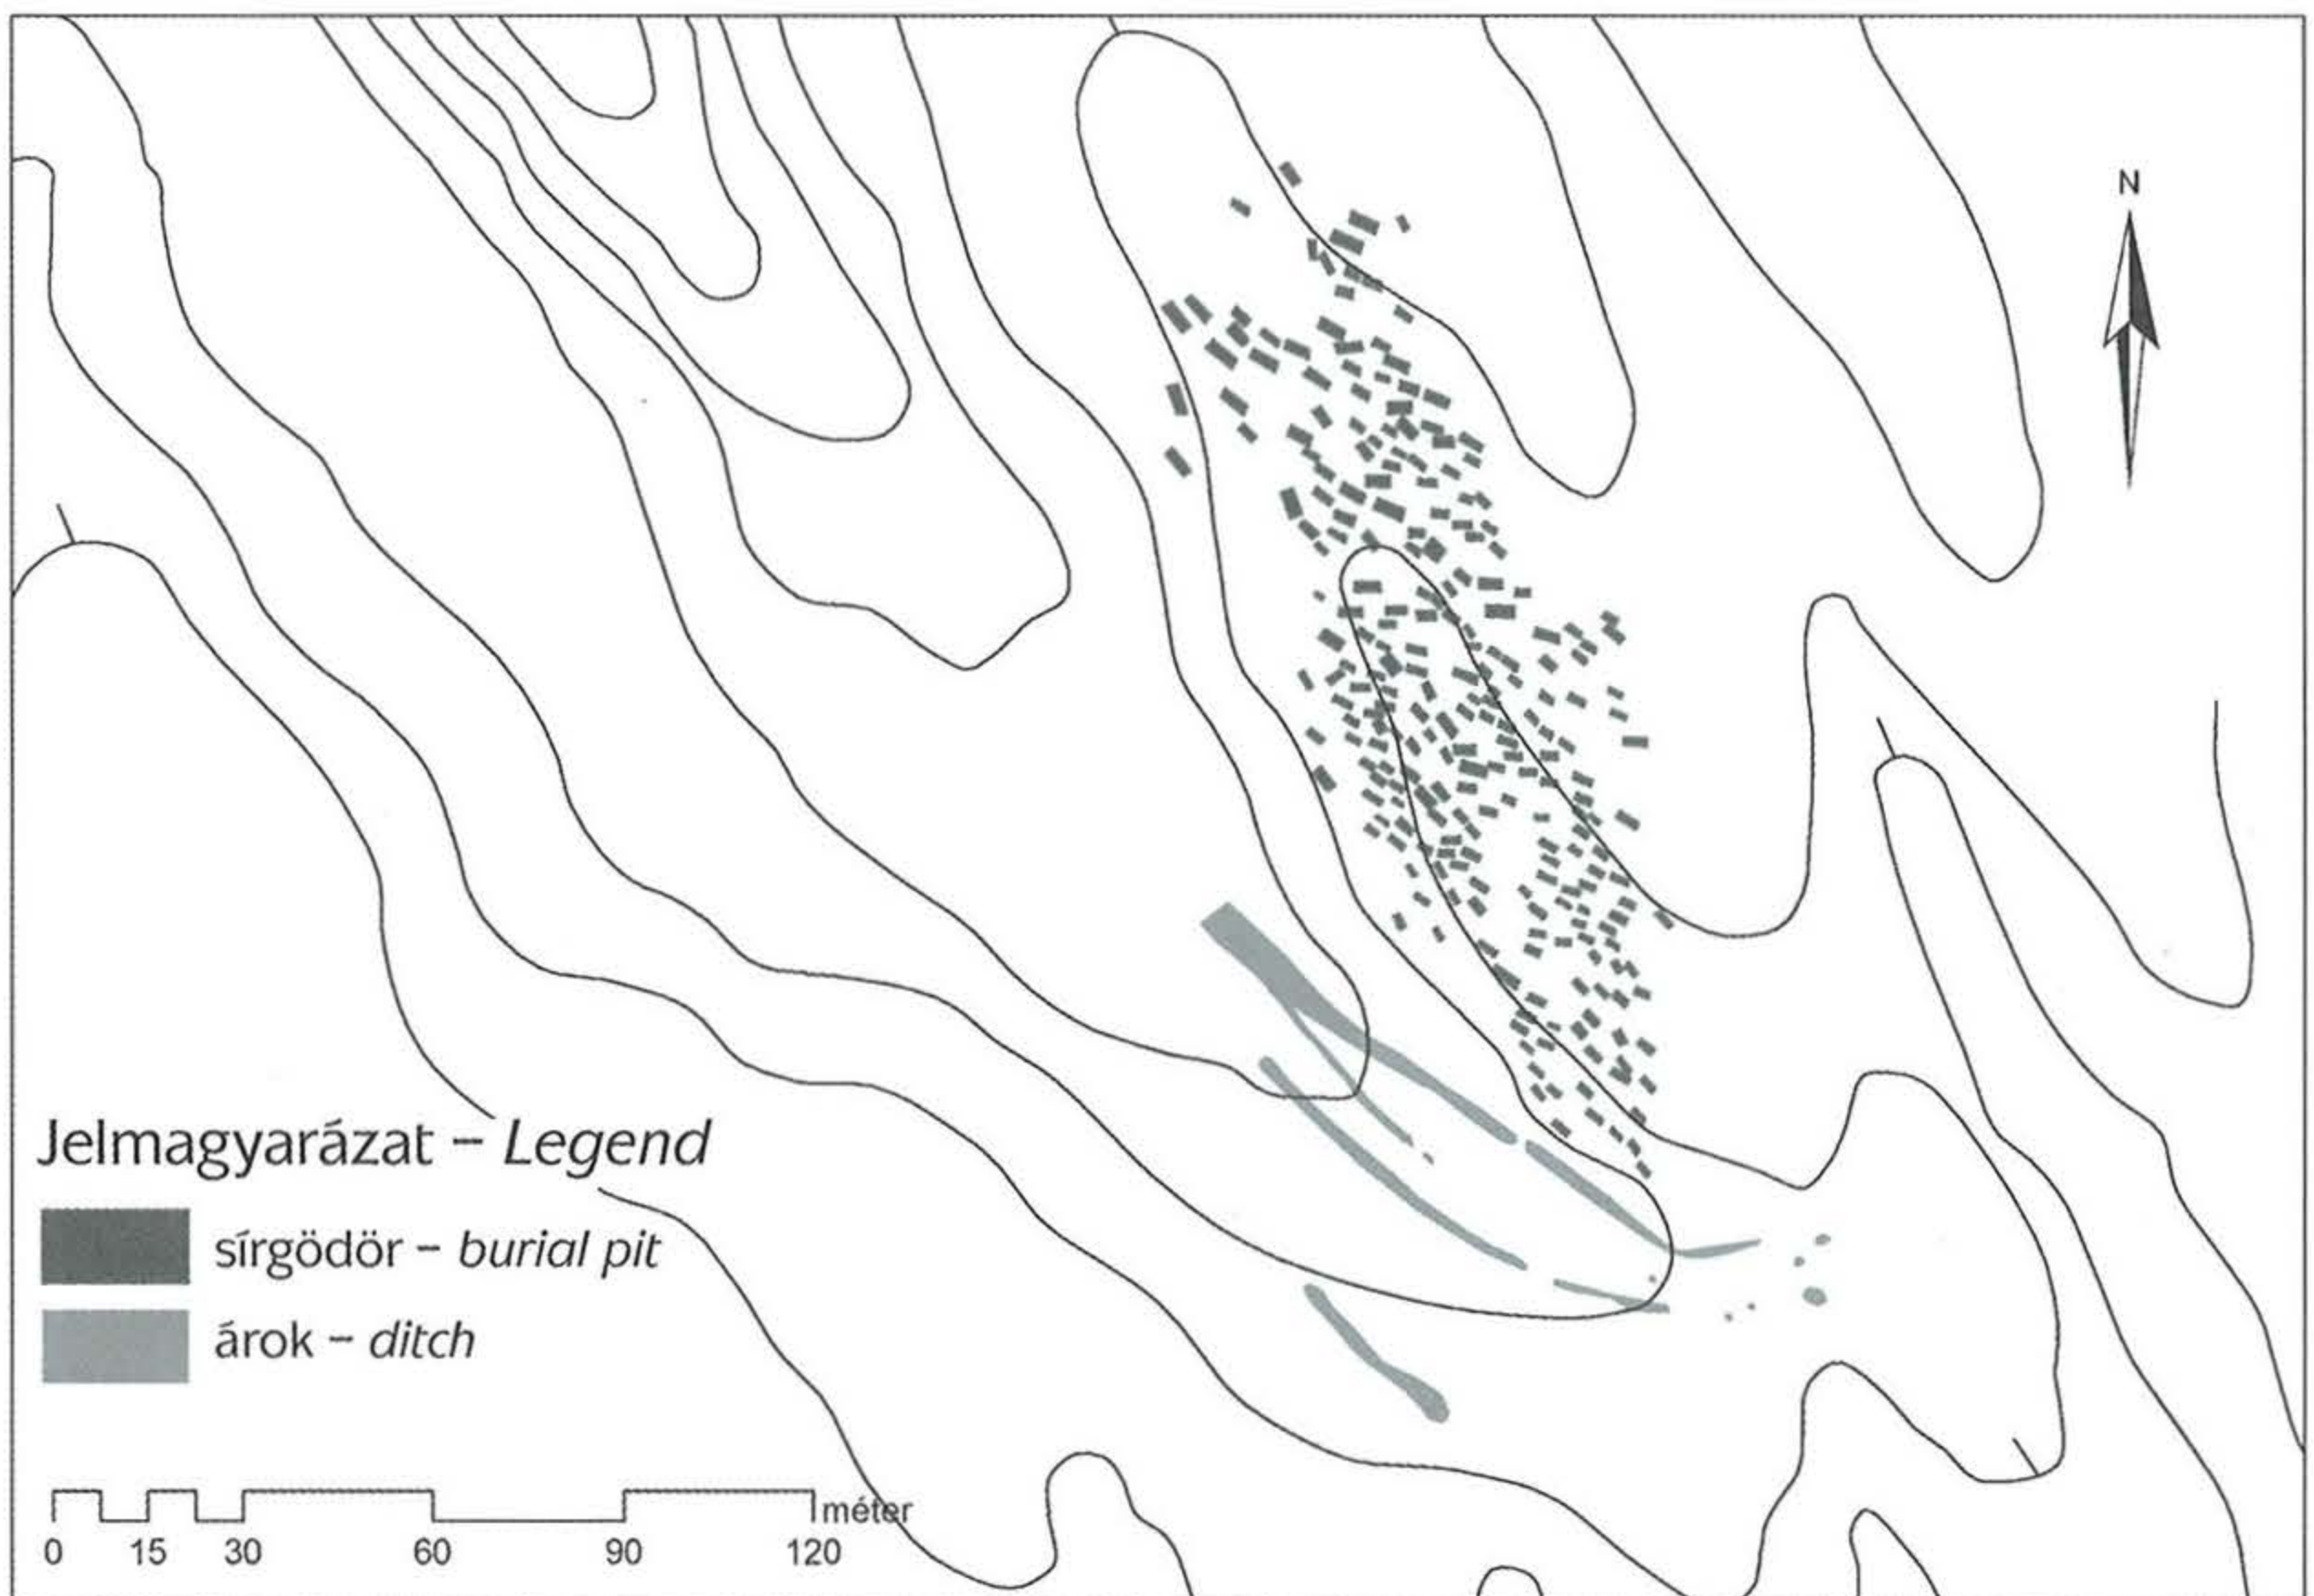 N
Jelmagyarázat – Legend
sírgödör – burial pit
árok – ditch
méter
0 15 30 60 90 120